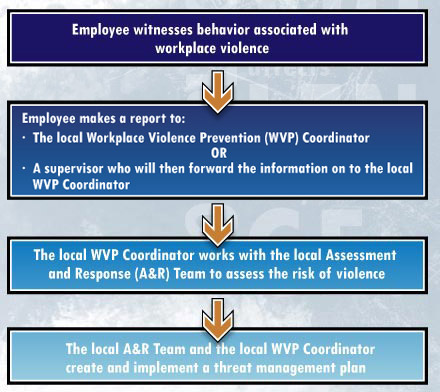 Employee witnesses behavior associated with
workplace violence
Employee makes a report to:
· The local Workplace Violence Prevention (WVP) Coordinator
OR
· A supervisor who will then forward the information on to the local
WVP Coordinator
The local WVP Coordinator works with the local Assessment
and Response (A&R) Team to assess the risk of violence
The local A&R Team and the local WVP Coordinator
create and implement a threat management plan